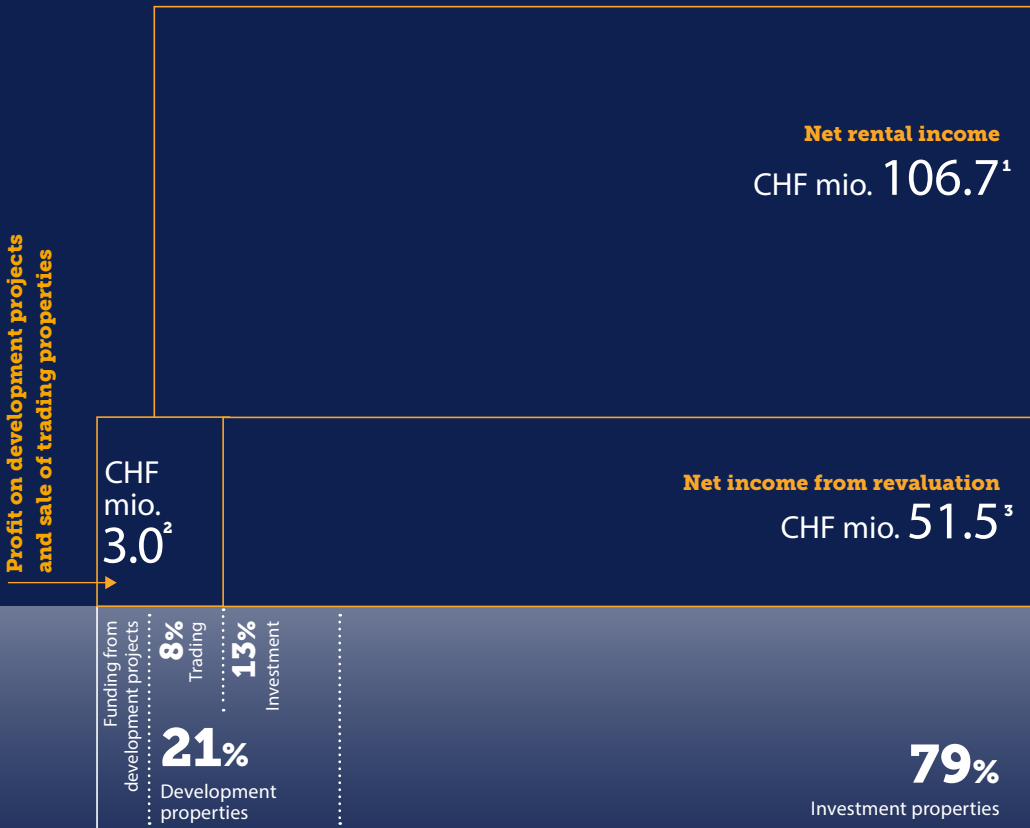 Net rental income
CHF mio. 106.7¹
Profit on development projects
and sale of trading properties
CHF
mio.
3.0²
Net income from revaluation
CHF mio. 51.5³
Funding from
development projects
8%
Trading
13%
Investment
21%
Development
properties
79%
Investment properties